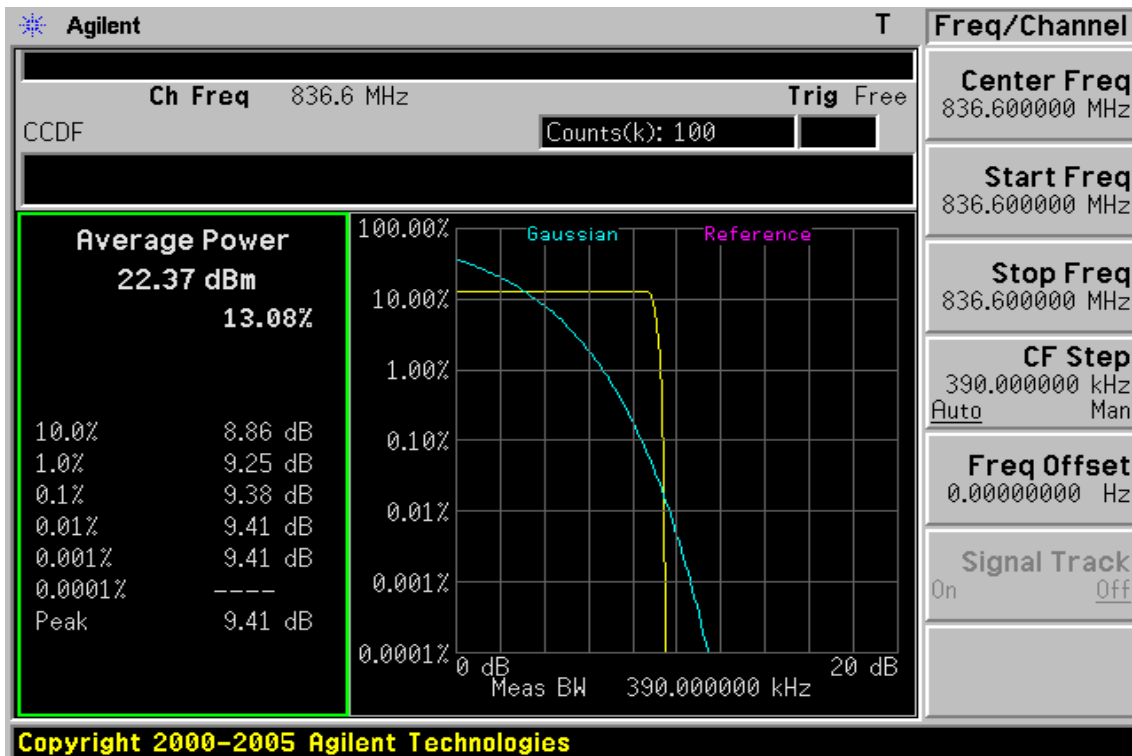 Agilent T
Ch Freq 836.6 MHz Trig Free
CCDF Counts(k): 100
Average Power
22.37 dBm
13.08%
10.0% 8.86 dB
1.0% 9.25 dB
0.1% 9.38 dB
0.01% 9.41 dB
0.001% 9.41 dB
0.0001% ----
Peak 9.41 dB
Gaussian Reference
100.00%
10.00%
1.00%
0.10%
0.01%
0.001%
0.0001%
0 dB 20 dB
Meas BW 390.000000 kHz
Freq/Channel
Center Freq
836.600000 MHz
Start Freq
836.600000 MHz
Stop Freq
836.600000 MHz
CF Step
390.000000 kHz
Auto Man
Freq Offset
0.00000000 Hz
Signal Track
On Off
Copyright 2000-2005 Agilent Technologies